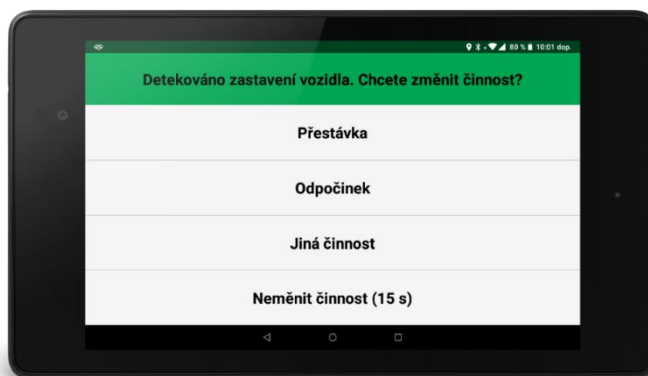 80 % 10:01 dop.
Detekováno zastavení vozidla. Chcete změnit činnost?
Přestávka
Odpočinek
Jiná činnost
Neměnit činnost (15 s)